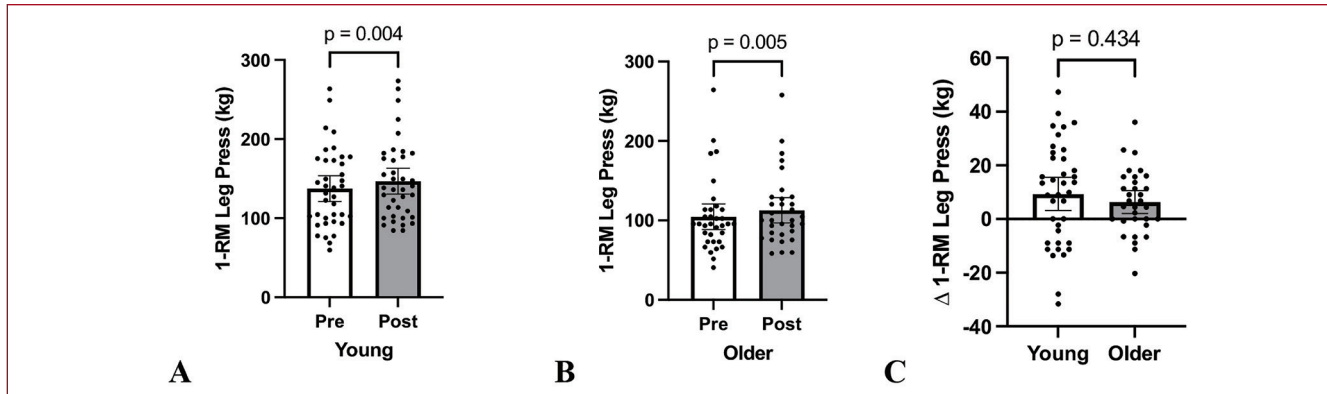 p = 0.004
300
200
100
0
1-RM Leg Press (kg)
Pre Post
Young
A
p = 0.005
300
200
100
0
1-RM Leg Press (kg)
Pre Post
Older
B
p = 0.434
60
40
20
0
-20
-40
Δ 1-RM Leg Press (kg)
Young Older
C